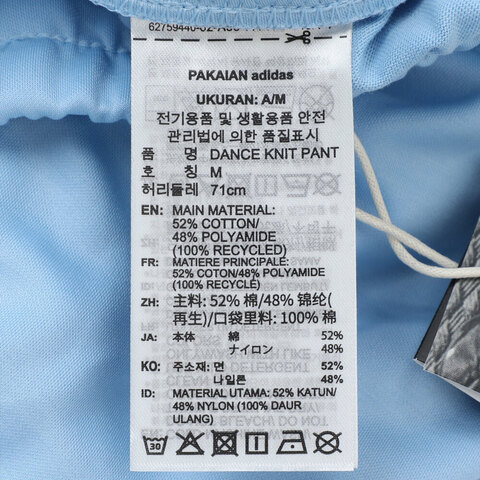 PAKAIAN adidas
UKURAN: A/M
전기용품 및 생활용품 안전
관리법에 의한 품질표시
품 명 DANCE KNIT PANT
호 칭 M
허리둘레 71cm
EN: MAIN MATERIAL:
52% COTTON/
48% POLYAMIDE
(100% RECYCLED)
FR: MATIERE PRINCIPALE:
52% COTON/48% POLYAMIDE
(100% RECYCLÉ)
ZH: 主料: 52% 棉/48% 锦纶(
再生)/口袋里料: 100% 棉
JA: 本体 綿 52%
ナイロン 48%
KO: 주소재: 면 52%
나일론 48%
ID: MATERIAL UTAMA: 52% KATUN/
48% NYLON (100% DAUR
ULANG)
30